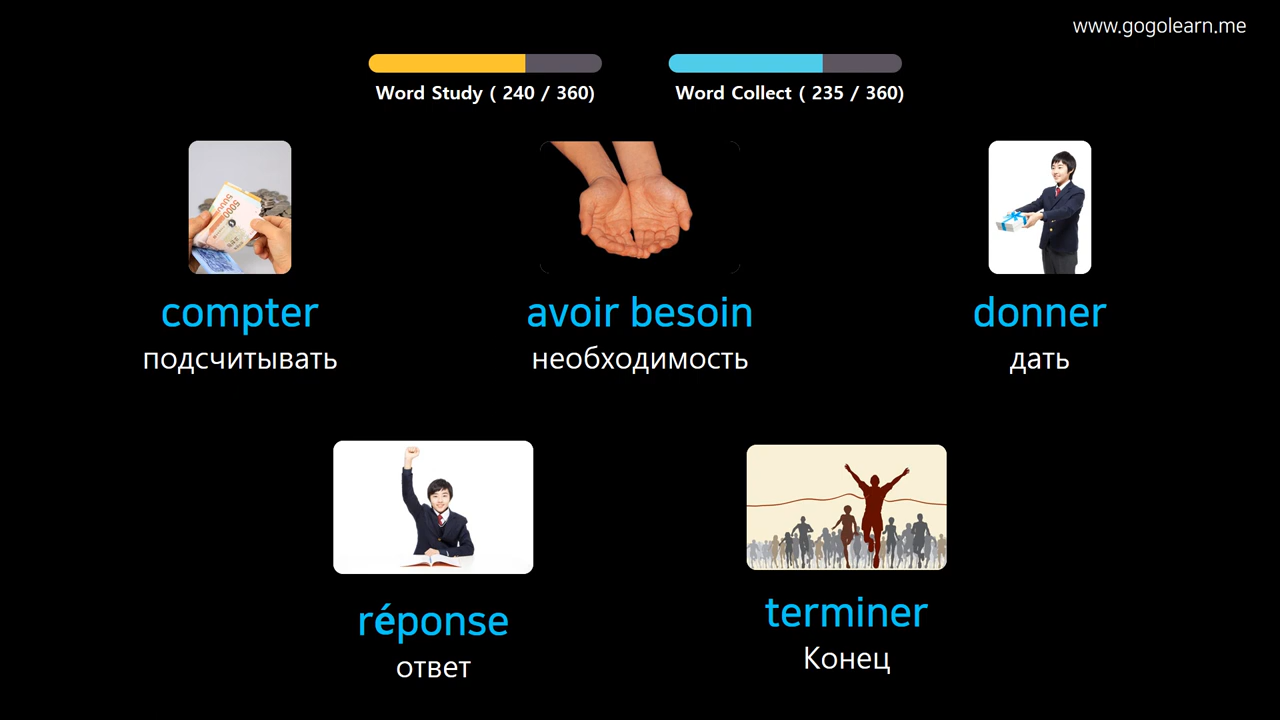 www.gogolearn.me
Word Study ( 240 / 360)
Word Collect ( 235 / 360)
compter
подсчитывать
avoir besoin
необходимость
donner
дать
réponse
ответ
terminer
Конец